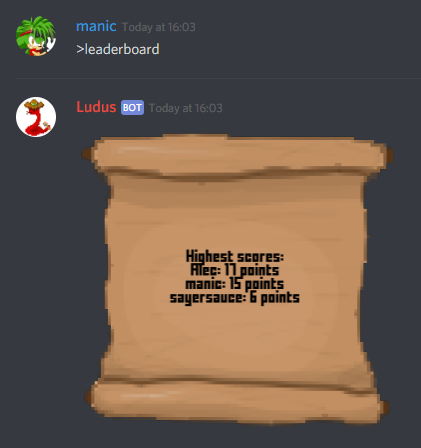 manic Today at 16:03
>leaderboard
Ludus BOT Today at 16:03
Highest scores:
Alec: 17 points
manic: 15 points
sayersauce: 6 points